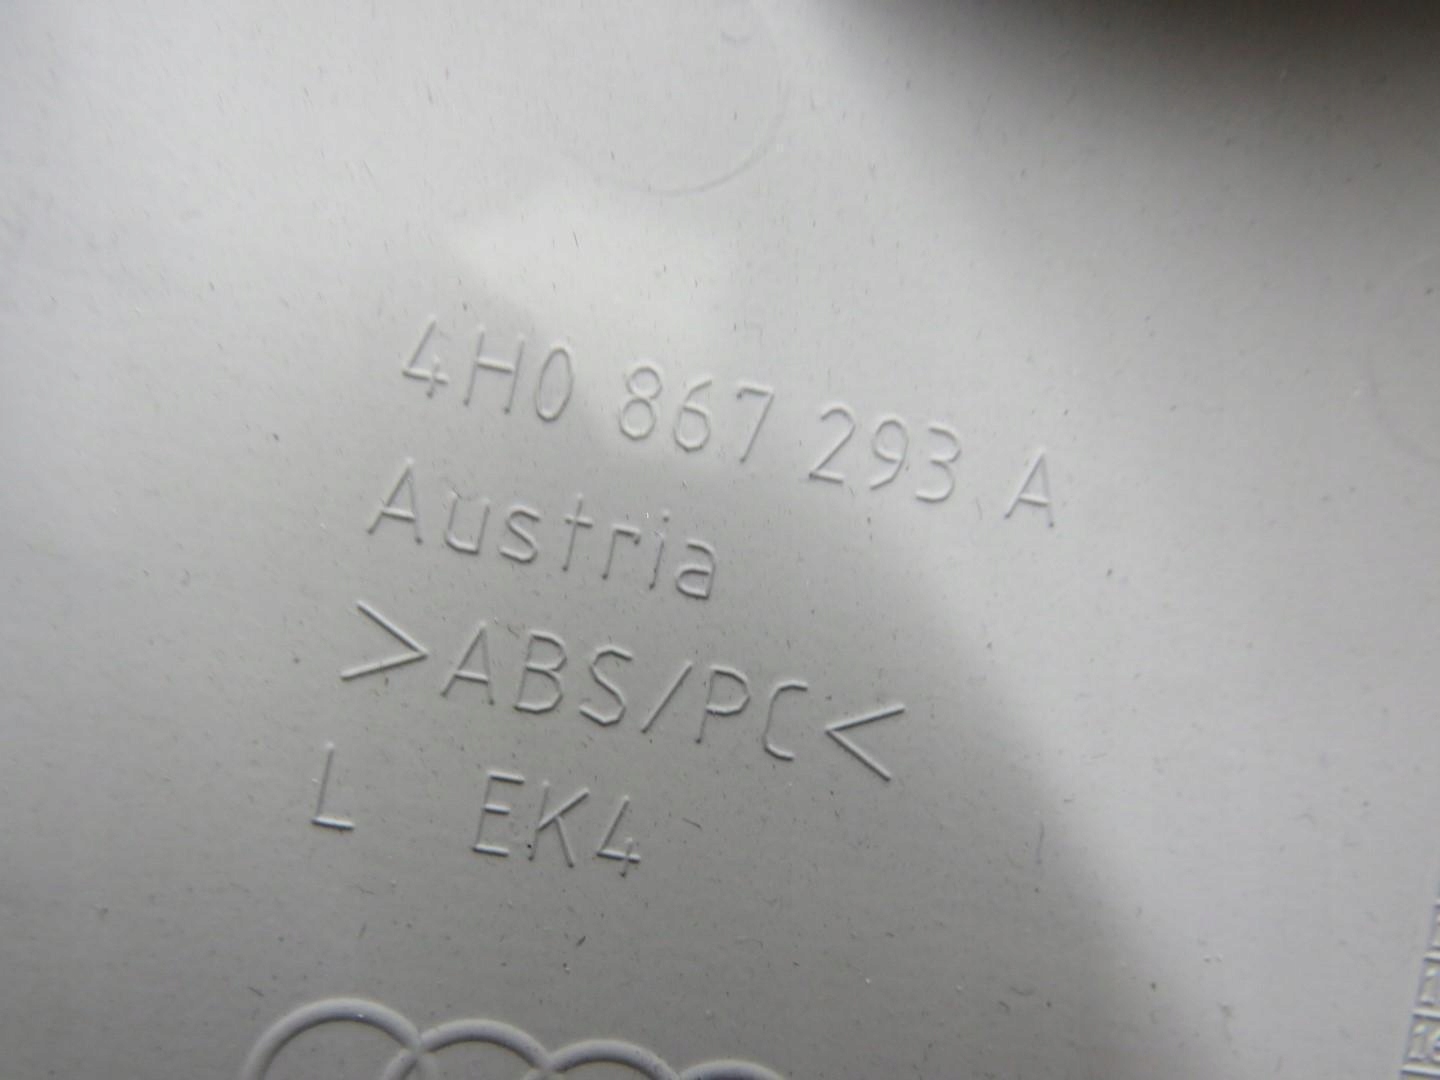 4H0 867 293 A
Austria
>ABS/PC<
L EK4